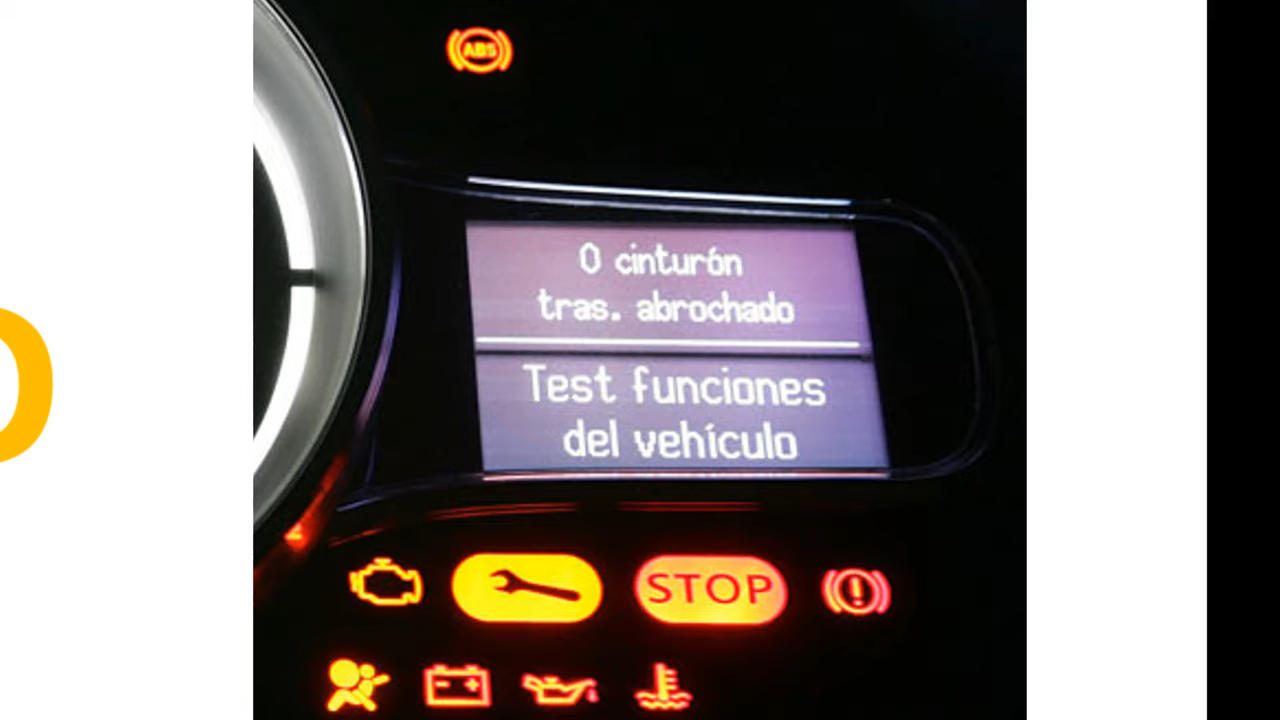 ABS
0 cinturón
tras. abrochado
Test funciones
del vehículo
STOP